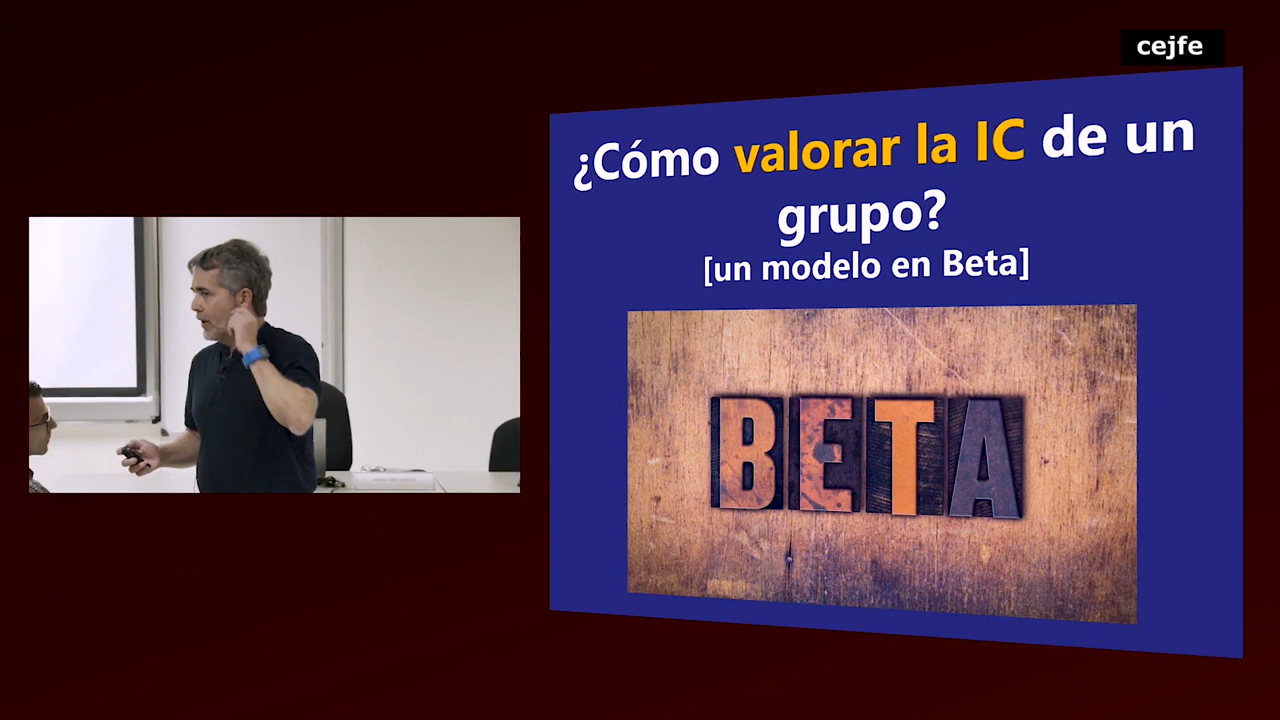 cejfe
¿Cómo valorar la IC de un
grupo?
[un modelo en Beta]
BETA